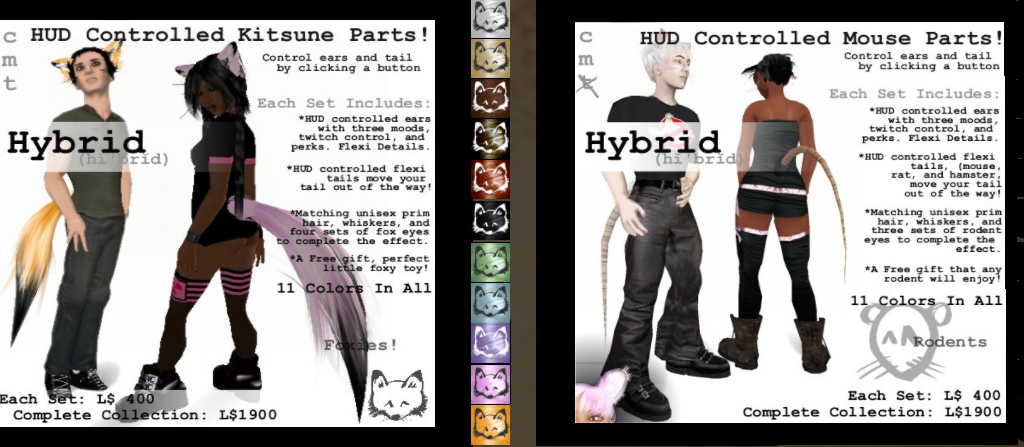 c
m
t
HUD Controlled Kitsune Parts!
Control ears and tail
by clicking a button
Each Set Includes:
*HUD controlled ears
with three moods,
twitch control, and
perks. Flexi Details.
Hybrid
(hi brid)
*HUD controlled flexi
tails move your
tail out of the way!
*Matching unisex prim
hair, whiskers, and
four sets of fox eyes
to complete the effect.
*A Free gift, perfect
little foxy toy!
11 Colors In All
Foxies!
Each Set: L$ 400
Complete Collection: L$1900
c
m
HUD Controlled Mouse Parts!
Control ears and tail
by clicking a button
Each Set Includes:
*HUD controlled ears
with three moods,
twitch control, and
perks. Flexi Details.
Hybrid
(hi brid)
*HUD controlled flexi
tails, (mouse,
rat, and hamster,
move your tail
out of the way!
*Matching unisex prim
hair, whiskers, and
three sets of rodent
eyes to complete the
effect.
*A Free gift that any
rodent will enjoy!
11 Colors In All
Rodents
Each Set: L$ 400
Complete Collection: L$1900